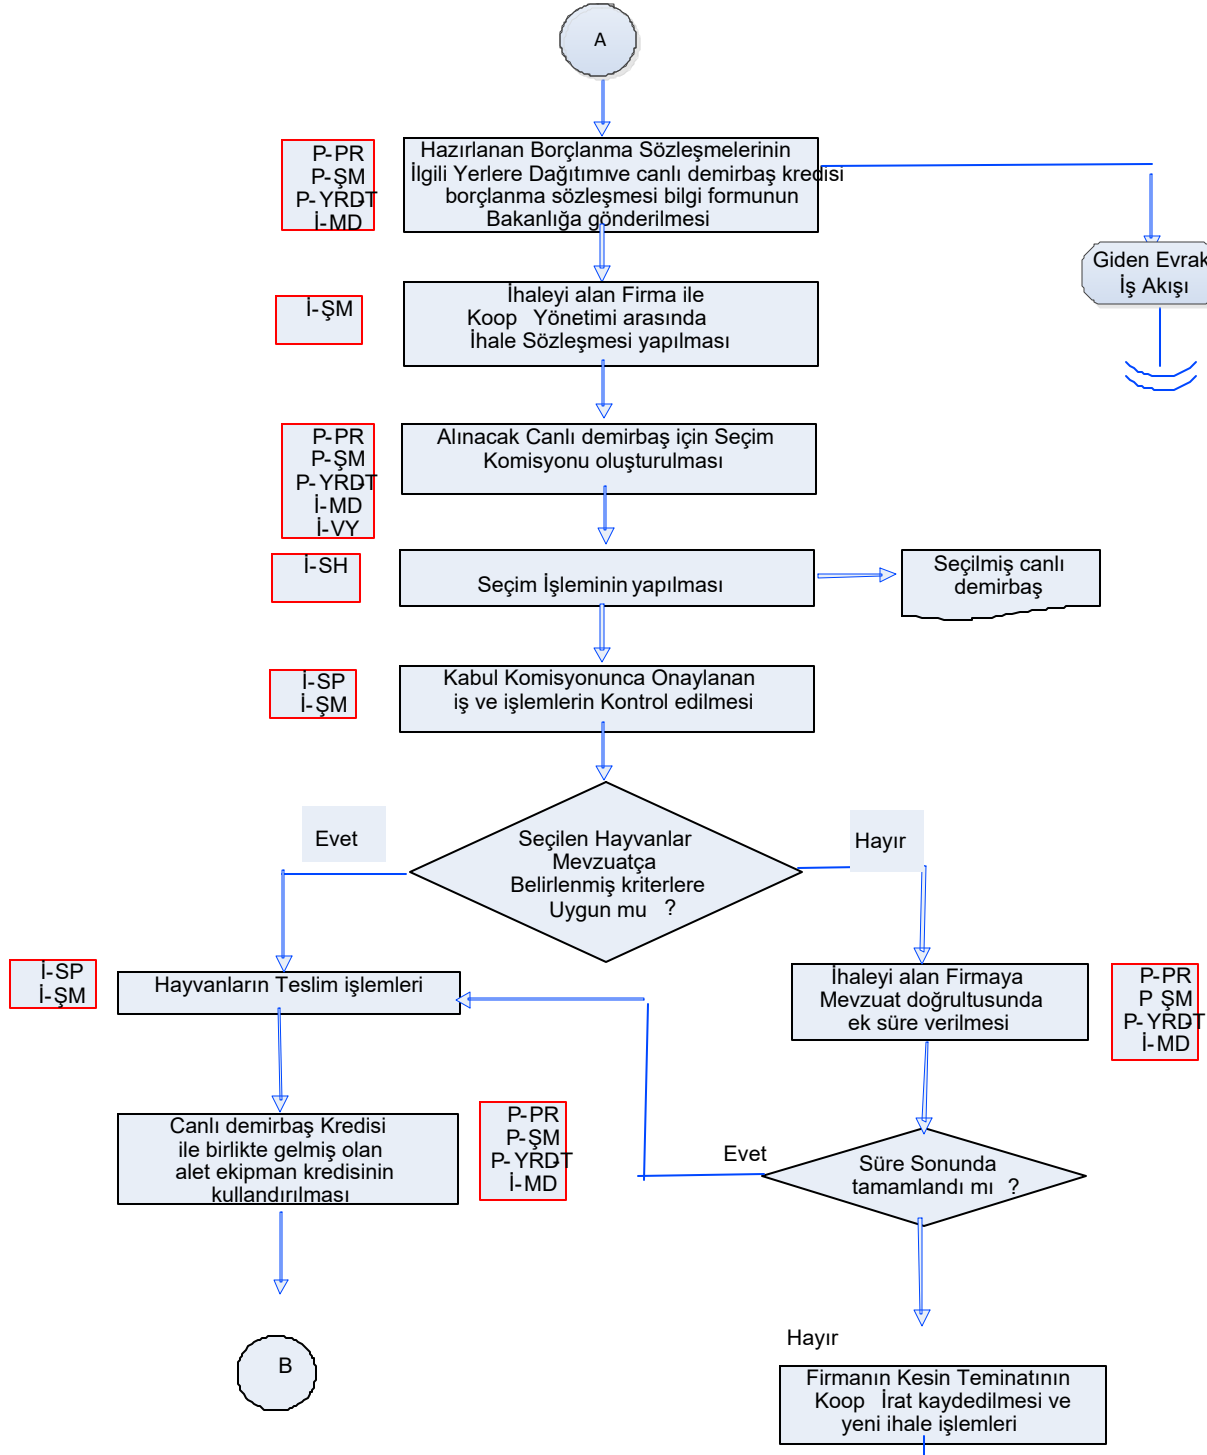 A
P-PR
P-ŞM
P-YRD-T
İ-MD
Hazırlanan Borçlanma Sözleşmelerinin
İlgili Yerlere Dağıtımı ve canlı demirbaş kredisi
borçlanma sözleşmesi bilgi formunun
Bakanlığa gönderilmesi
Giden Evrak
İş Akışı
İ-ŞM
İhaleyi alan Firma ile
Koop Yönetimi arasında
İhale Sözleşmesi yapılması
P-PR
P-ŞM
P-YRD-T
İ-MD
İ-VY
Alınacak Canlı demirbaş için Seçim
Komisyonu oluşturulması
İ-SH
Seçim İşleminin yapılması
Seçilmiş canlı
demirbaş
İ-SP
İ-ŞM
Kabul Komisyonunca Onaylanan
iş ve işlemlerin Kontrol edilmesi
Evet
Seçilen Hayvanlar
Mevzuatça
Belirlenmiş kriterlere
Uygun mu ?
Hayır
İ-SP
İ-ŞM
Hayvanların Teslim işlemleri
İhaleyi alan Firmaya
Mevzuat doğrultusunda
ek süre verilmesi
P-PR
P ŞM
P-YRD-T
İ-MD
Canlı demirbaş Kredisi
ile birlikte gelmiş olan
alet ekipman kredisinin
kullandırılması
P-PR
P-ŞM
P-YRD-T
İ-MD
Evet
Süre Sonunda
tamamlandı mı ?
Hayır
B
Firmanın Kesin Teminatının
Koop İrat kaydedilmesi ve
yeni ihale işlemleri